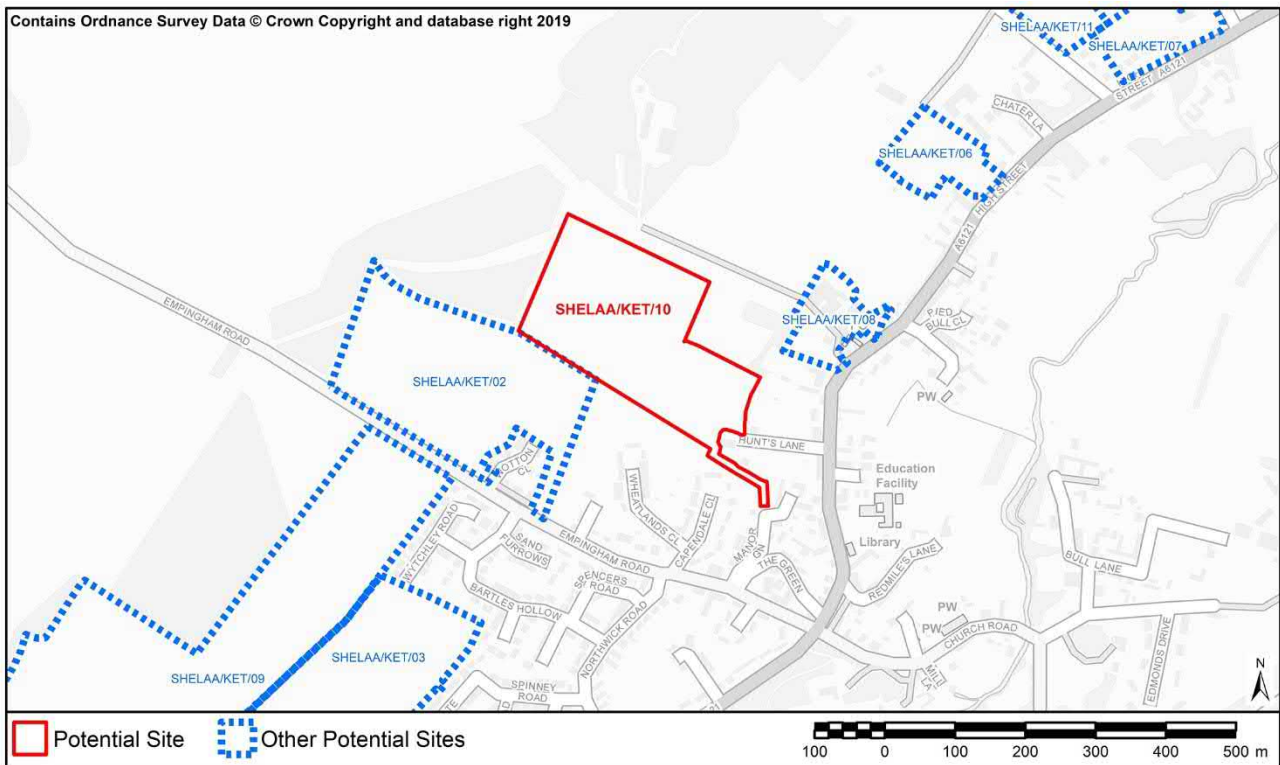 Contains Ordnance Survey Data © Crown Copyright and database right 2019
SHELAA/KET/11
SHELAA/KET/07
STREET A6121
CHATER LA
SHELAA/KET/06
HIGH STREET
A6121
EMPINGHAM ROAD
SHELAA/KET/10
SHELAA/KET/08
PIED
BULL CL
SHELAA/KET/02
PW
HUNT'S LANE
COTTON
CL
Education
Facility
WHEATLANDS CL
CAPENDALE CL
MANOR
GN
Library
WYTCHLEY ROAD
SAND
FURROWS
EMPINGHAM ROAD
THE GREEN
REDMILE'S LANE
BULL LANE
SPENCERS
ROAD
BARTLES HOLLOW
NORTHWICK ROAD
PW
PW
CHURCH ROAD
MILL
LA
EDMONDS DRIVE
SHELAA/KET/03
SHELAA/KET/09
SPINNEY
ROAD
N
Potential Site
Other Potential Sites
100 0 100 200 300 400 500 m